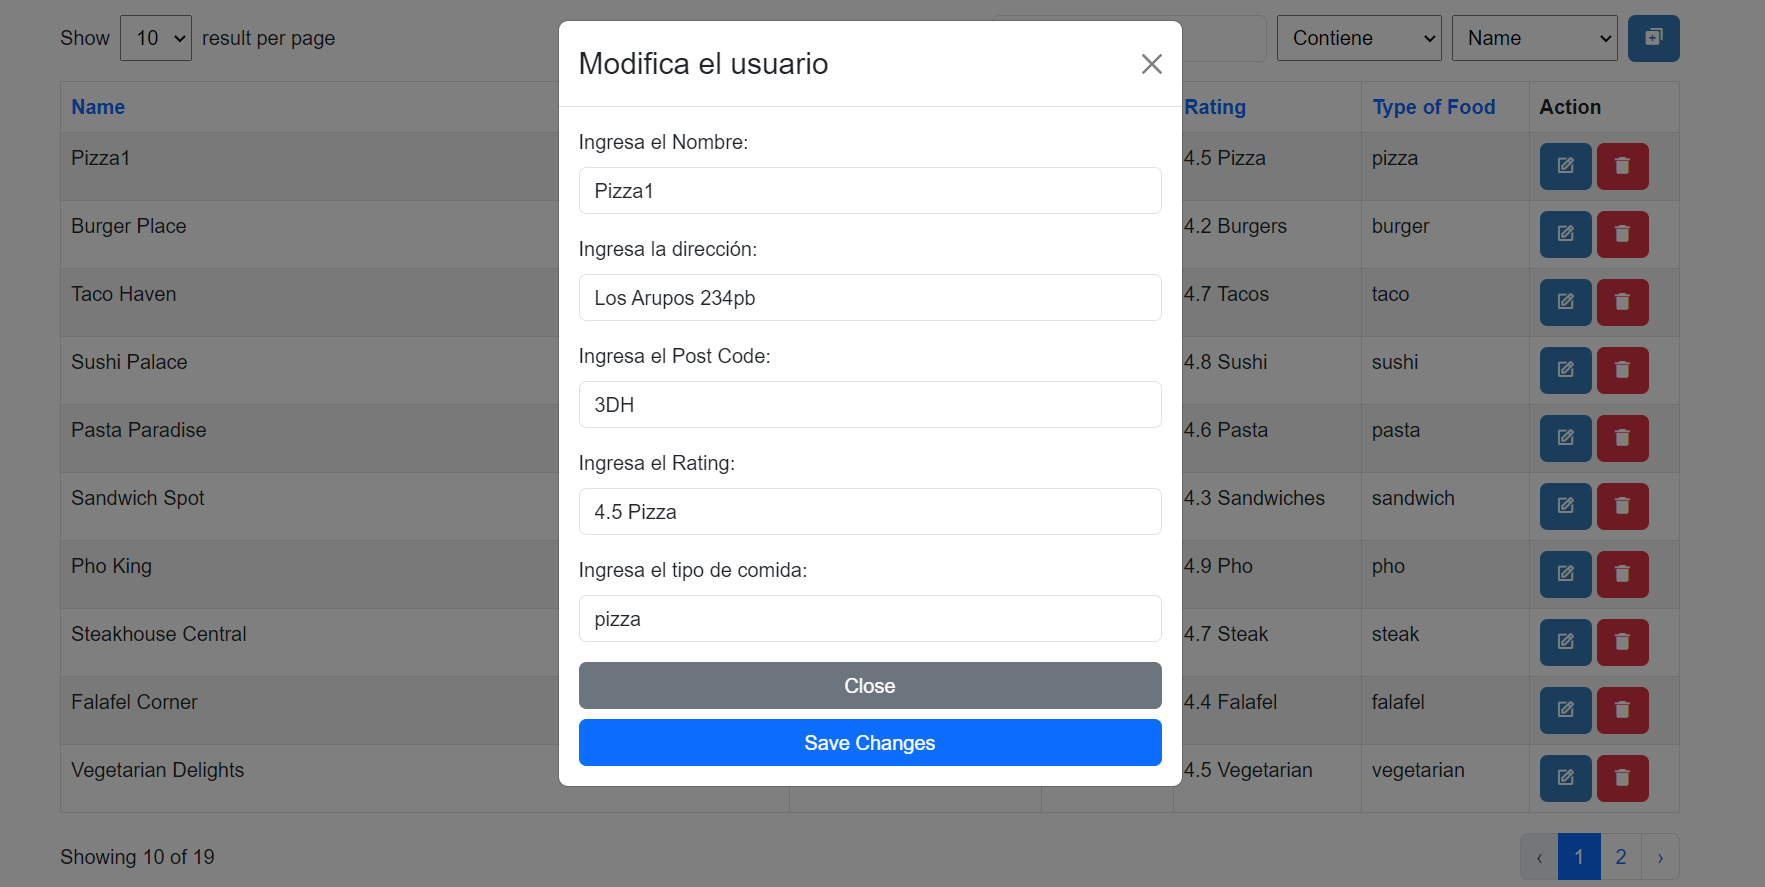 Show 10 result per page Contiene Name
Modifica el usuario
Name Rating Type of Food Action
Ingresa el Nombre:
Pizza1
Ingresa la dirección:
Los Arupos 234pb
Ingresa el Post Code:
3DH
Ingresa el Rating:
4.5 Pizza
Ingresa el tipo de comida:
pizza
Close
Save Changes
Pizza1 4.5 Pizza pizza
Burger Place 4.2 Burgers burger
Taco Haven 4.7 Tacos taco
Sushi Palace 4.8 Sushi sushi
Pasta Paradise 4.6 Pasta pasta
Sandwich Spot 4.3 Sandwiches sandwich
Pho King 4.9 Pho pho
Steakhouse Central 4.7 Steak steak
Falafel Corner 4.4 Falafel falafel
Vegetarian Delights 4.5 Vegetarian vegetarian
Showing 10 of 19 ‹ 1 2 ›